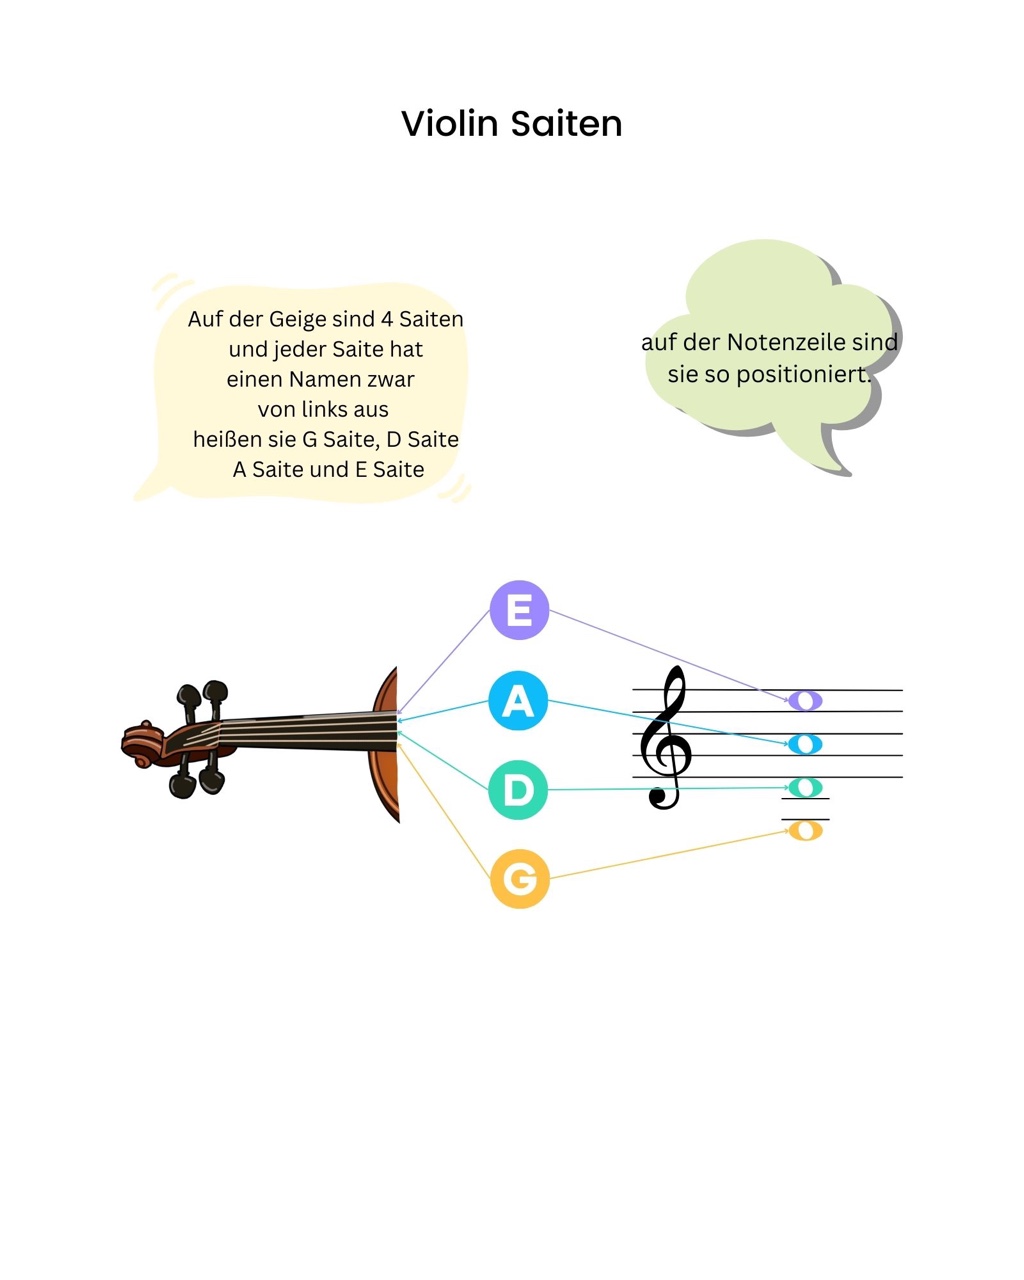 Violin Saiten
Auf der Geige sind 4 Saiten
und jeder Saite hat
einen Namen zwar
von links aus
heißen sie G Saite, D Saite
A Saite und E Saite
auf der Notenzeile sind
sie so positioniert.
E
A
D
G